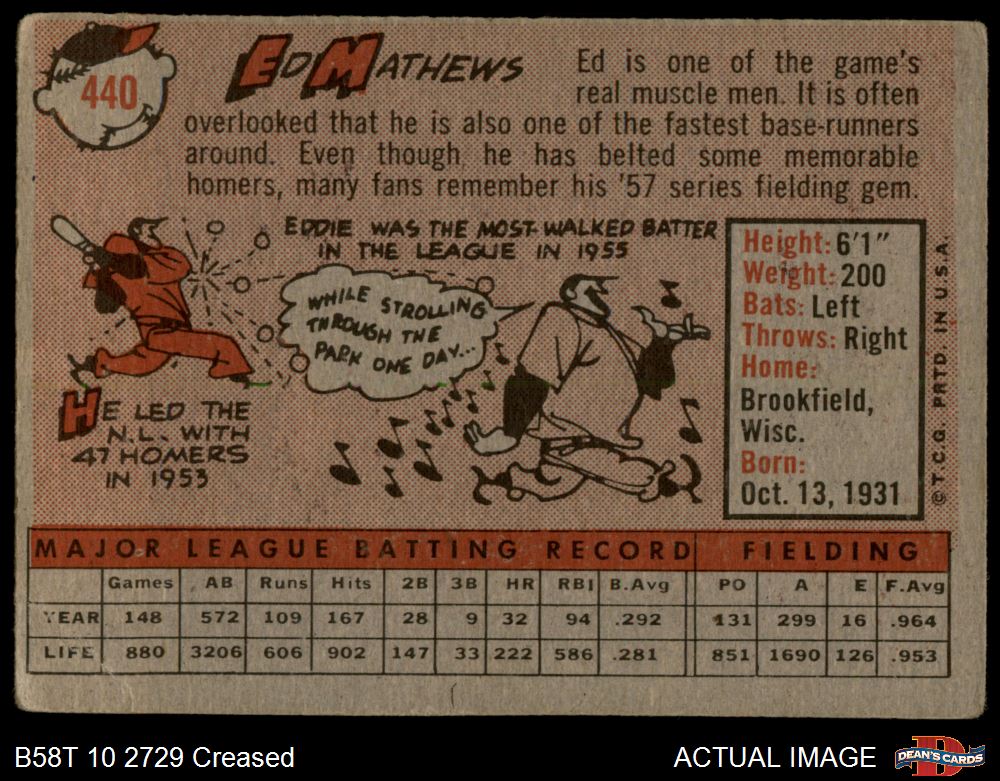 440
ED MATHEWS
Ed is one of the game's
real muscle men. It is often
overlooked that he is also one of the fastest base-runners
around. Even though he has belted some memorable
homers, many fans remember his '57 series fielding gem.
EDDIE WAS THE MOST-WALKED BATTER
IN THE LEAGUE IN 1955
WHILE STROLLING
THROUGH THE
PARK ONE DAY...
HE LED THE
N.L. WITH
47 HOMERS
IN 1953
Height: 6'1"
Weight: 200
Bats: Left
Throws: Right
Home:
Brookfield,
Wisc.
Born:
Oct. 13, 1931
© T.C.G. PRTD. IN U.S.A.
MAJOR LEAGUE BATTING RECORD FIELDING
Games AB Runs Hits 2B 3B HR RBI B.Avg PO A E F.Avg
YEAR 148 572 109 167 28 9 32 94 .292 131 299 16 .964
LIFE 880 3206 606 902 147 33 222 586 .281 851 1690 126 .953
B58T 10 2729 Creased
ACTUAL IMAGE
D
DEAN'S CARDS